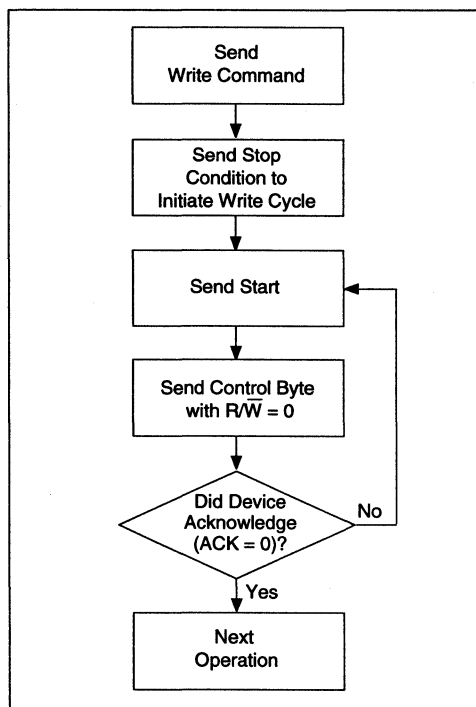 Send
Write Command
Send Stop
Condition to
Initiate Write Cycle
Send Start
Send Control Byte
with R/W̅ = 0
Did Device
Acknowledge
(ACK = 0)?
No
Yes
Next
Operation